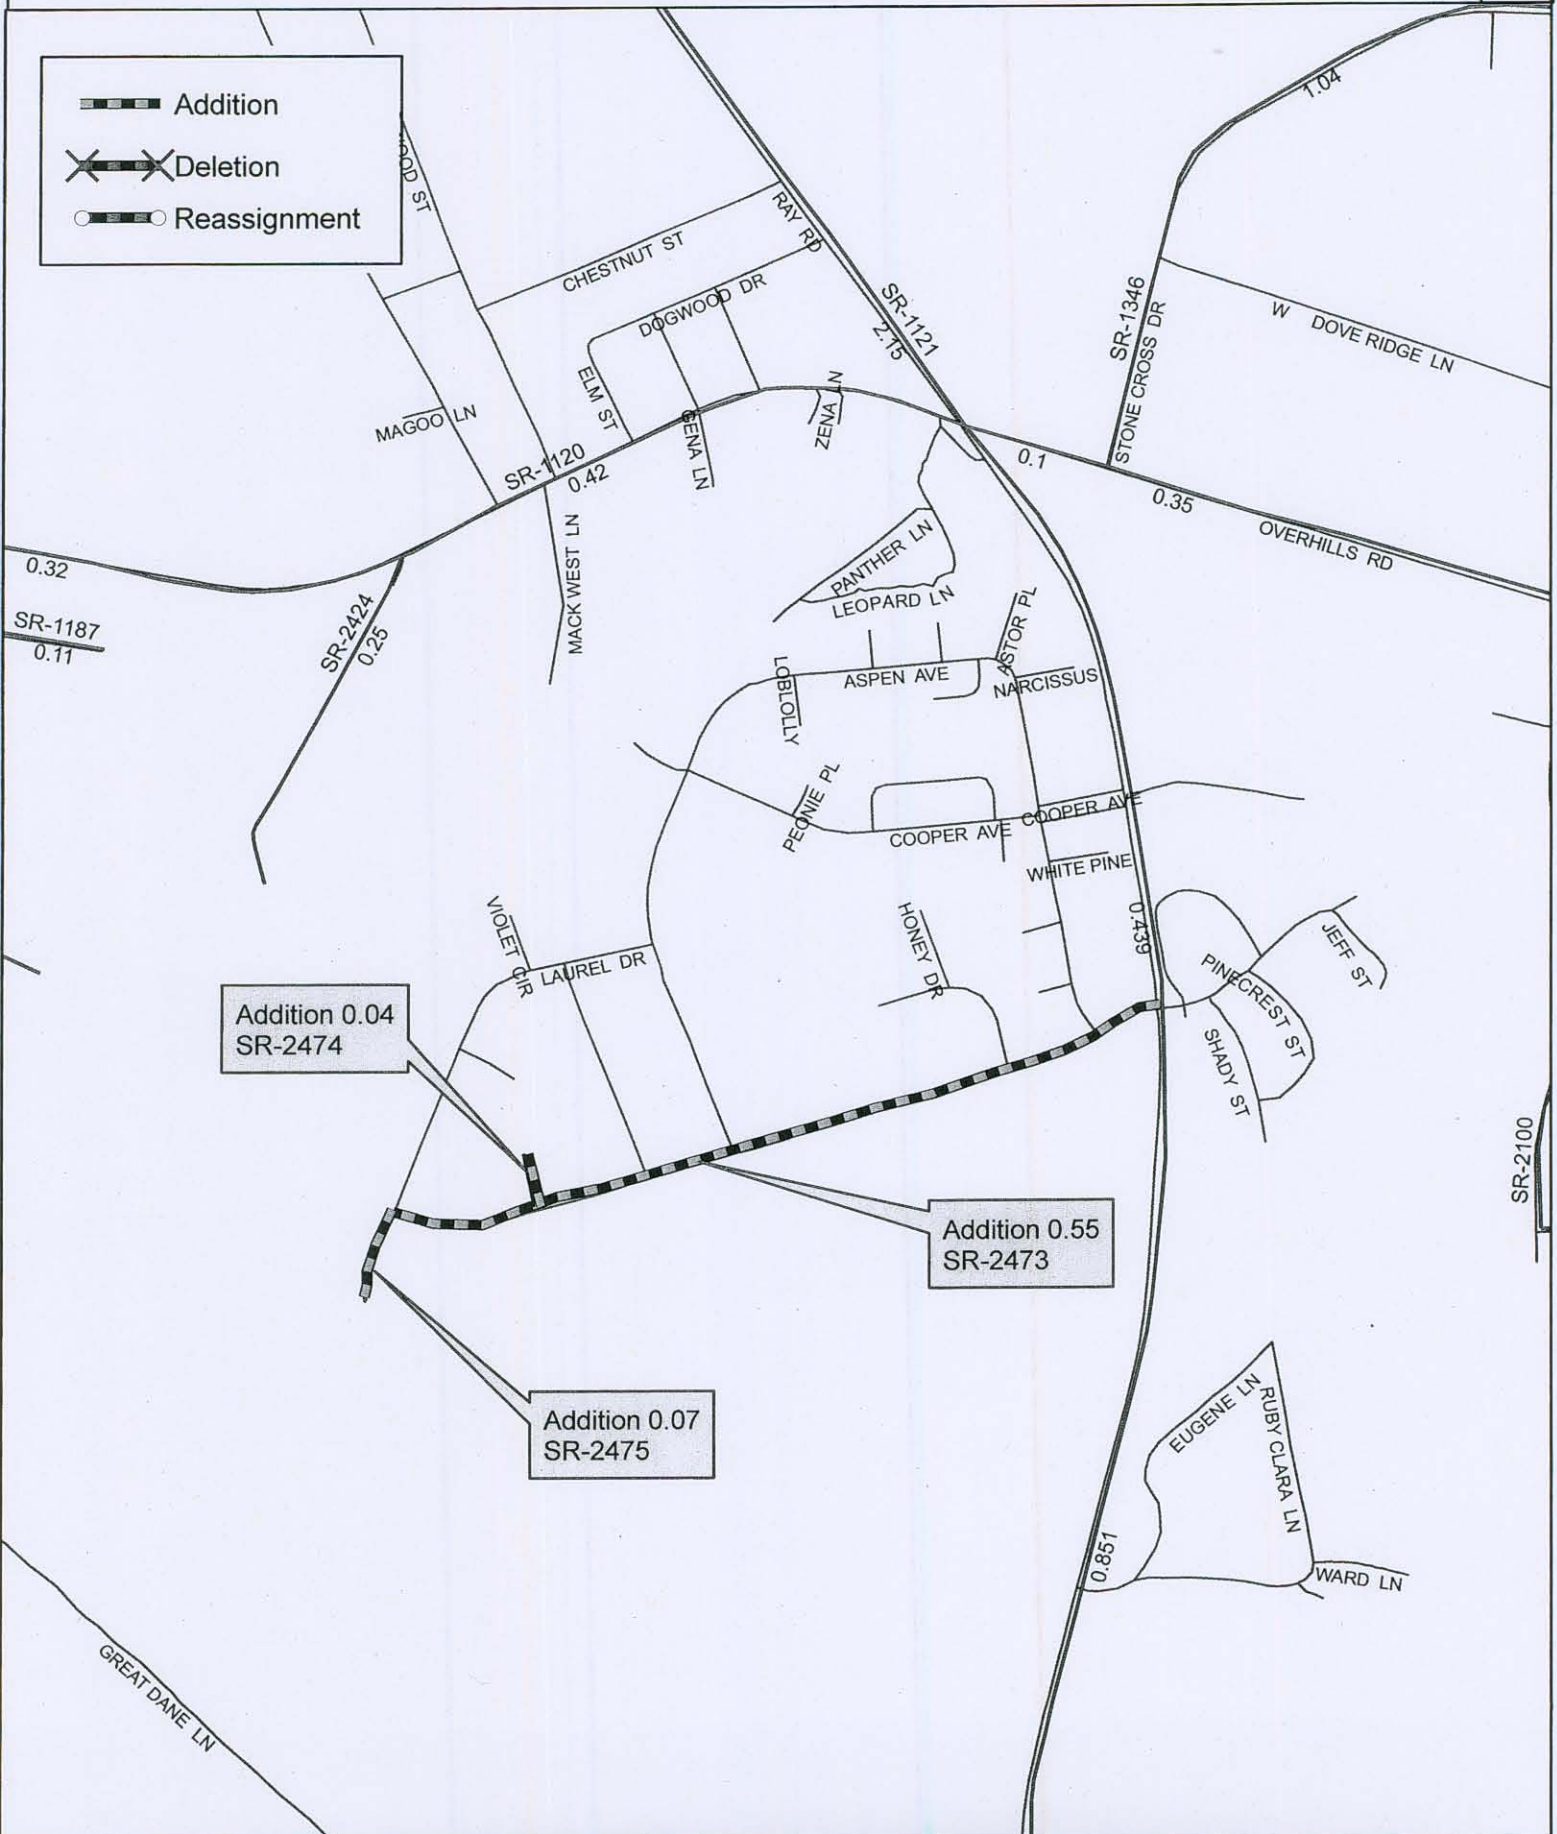 Addition
Deletion
Reassignment
1.04
OOD ST
RAY RD
CHESTNUT ST
DOGWOOD DR
SR-1121
2.15
SR-1346
STONE CROSS DR
W DOVE RIDGE LN
ELM ST
MAGOO LN
GENA LN
ZENA LN
SR-1120
0.42
0.1
0.35
OVERHILLS RD
MACK WEST LN
PANTHER LN
LEOPARD LN
0.32
SR-1187
0.11
SR-2424
0.25
ASTOR PL
LOBLOLLY
ASPEN AVE
NARCISSUS
PEONIE PL
COOPER AVE
COOPER AVE
WHITE PINE
VIOLET CIR
LAUREL DR
HONEY DR
0.439
JEFF ST
PINECREST ST
SHADY ST
Addition 0.04
SR-2474
SR-2100
Addition 0.55
SR-2473
Addition 0.07
SR-2475
EUGENE LN
RUBY CLARA LN
0.851
WARD LN
GREAT DANE LN